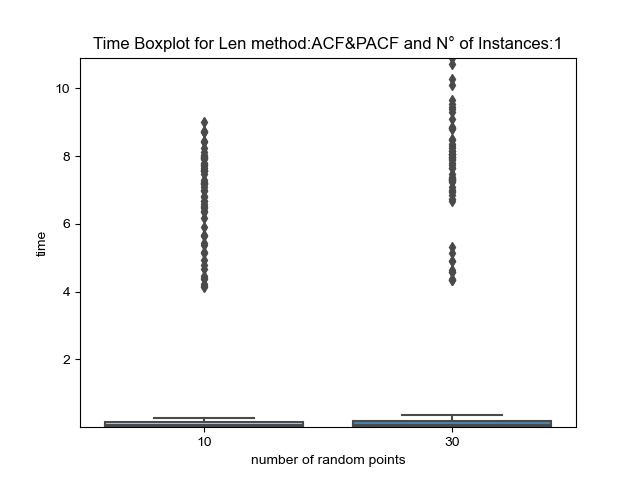 Time Boxplot for Len method:ACF&PACF and N° of Instances:1
10
8
6
4
2
time
10
30
number of random points